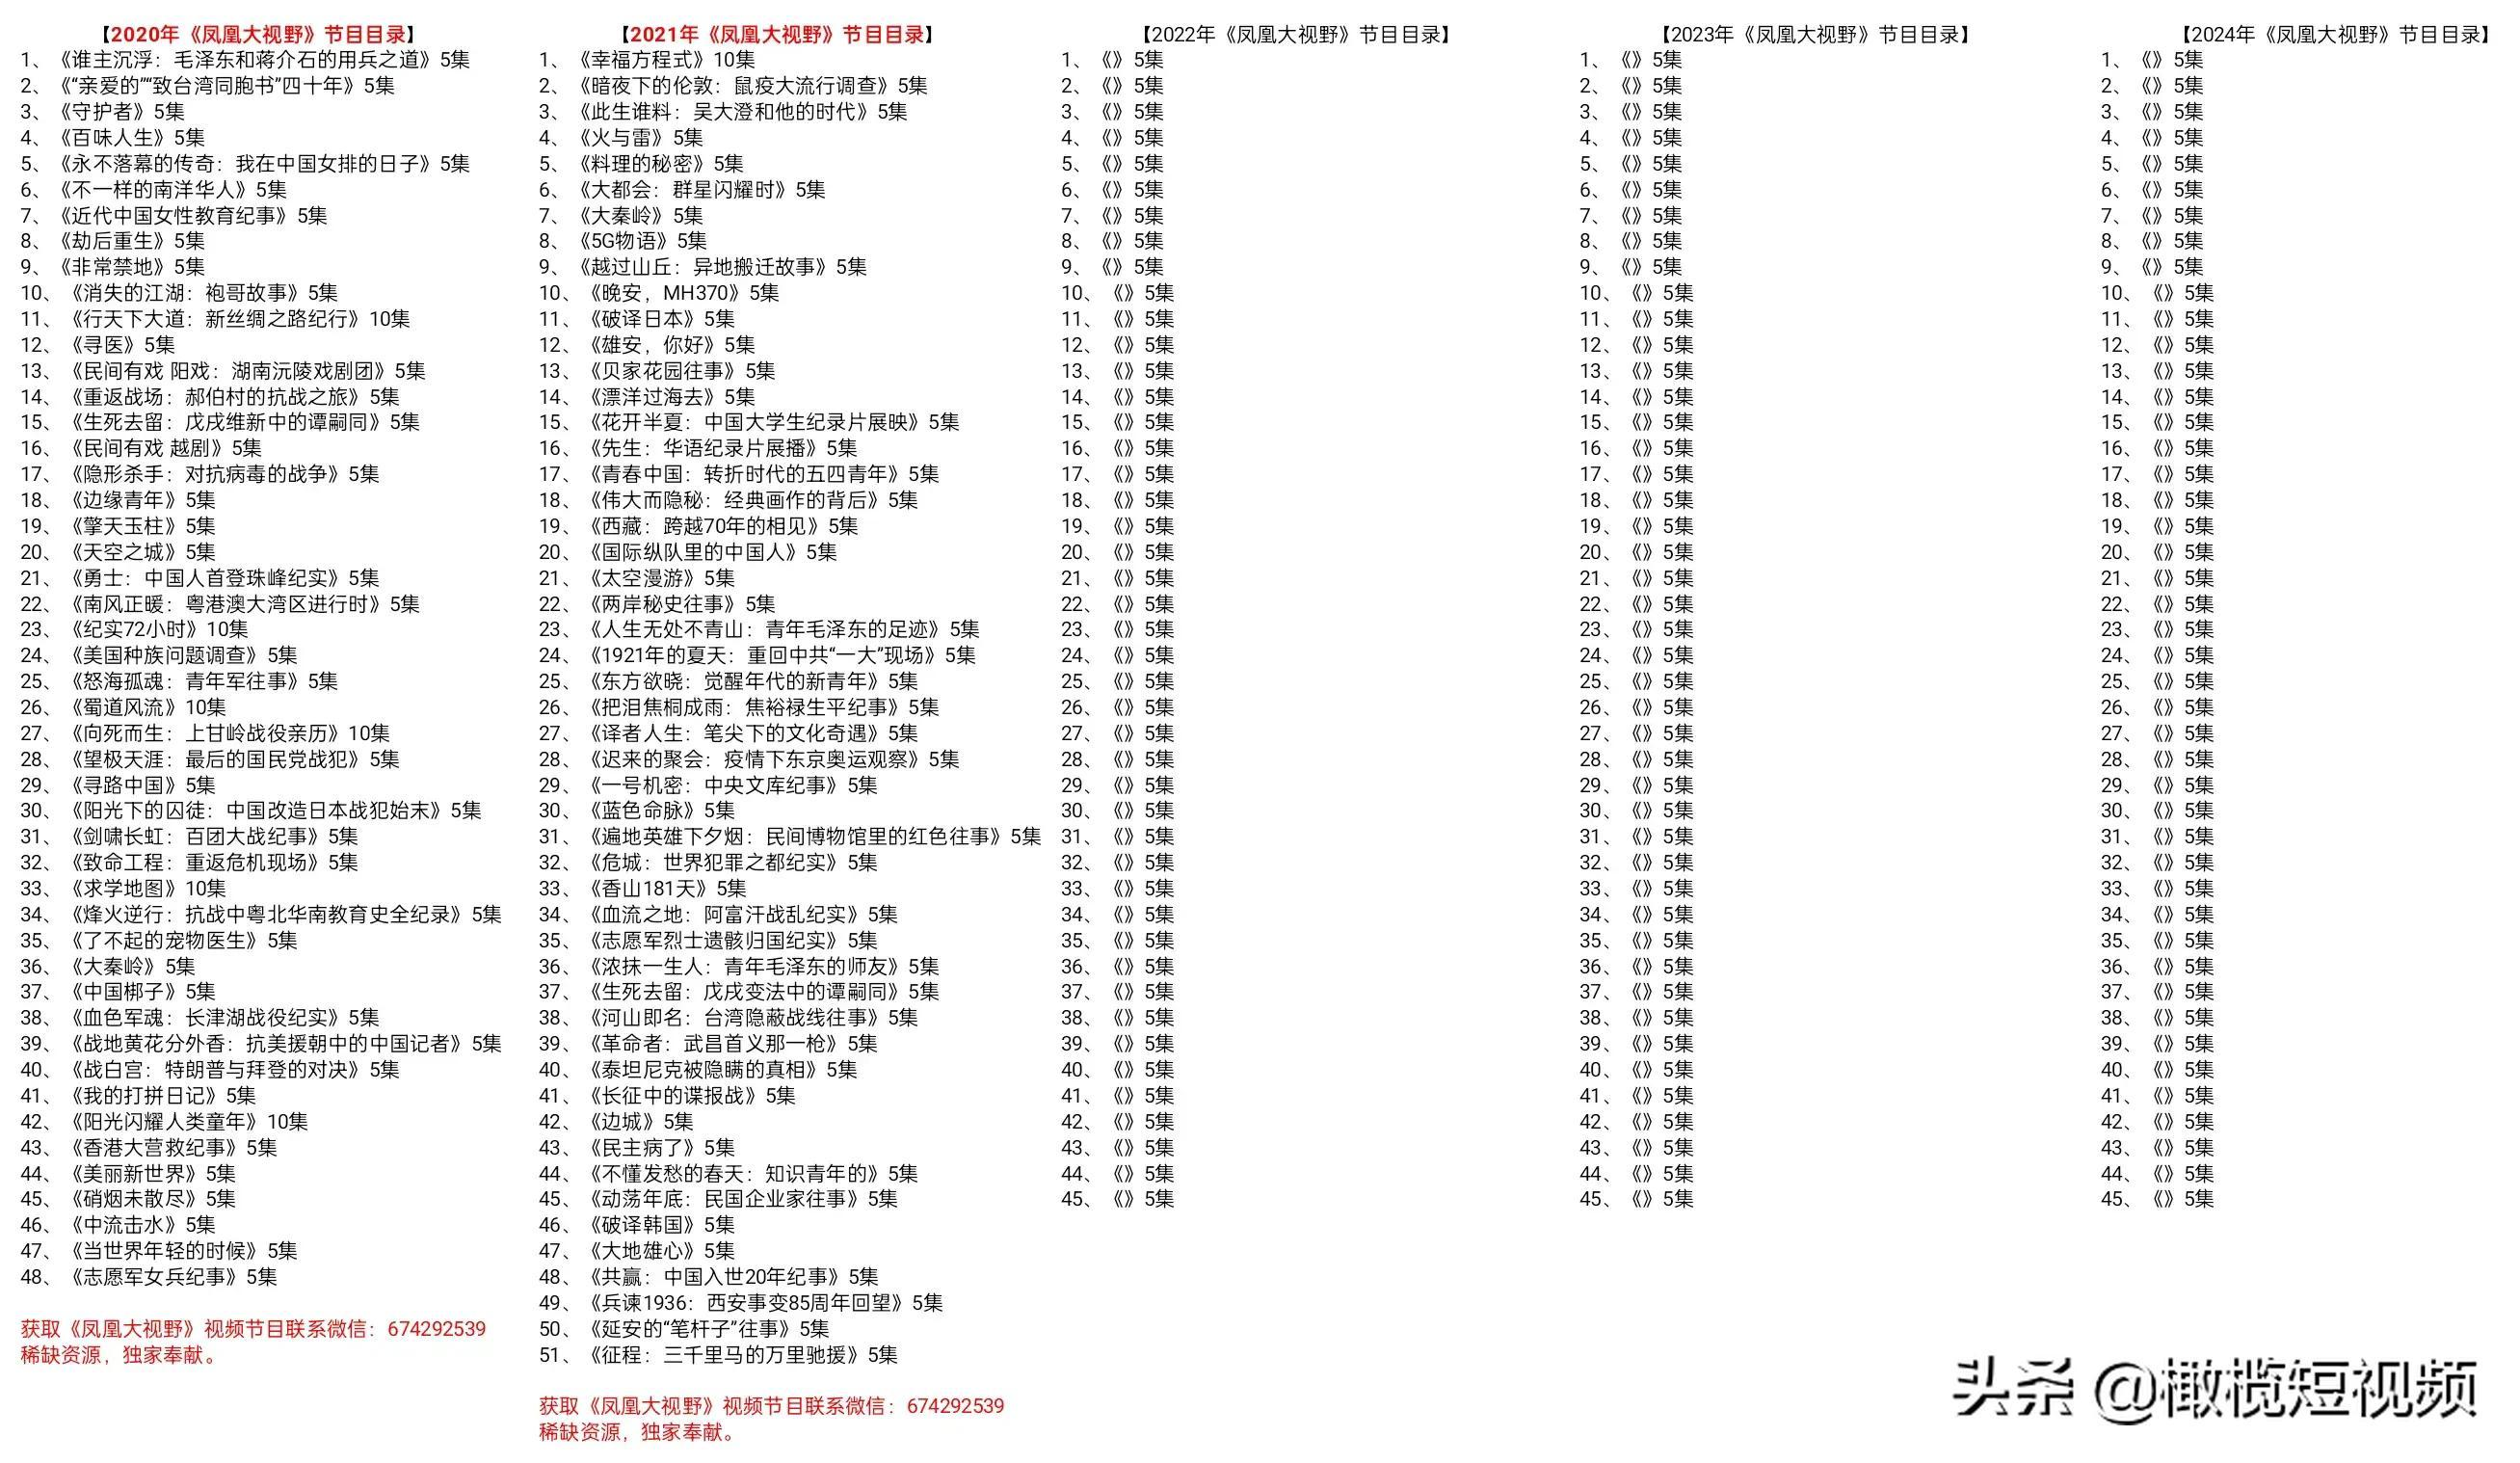 【2020年《凤凰大视野》节目目录】
1、《谁主沉浮：毛泽东和蒋介石的用兵之道》5集
2、《“亲爱的”“致台湾同胞书”四十年》5集
3、《守护者》5集
4、《百味人生》5集
5、《永不落幕的传奇：我在中国女排的日子》5集
6、《不一样的南洋华人》5集
7、《近代中国女性教育纪事》5集
8、《劫后重生》5集
9、《非常禁地》5集
10、《消失的江湖：袍哥故事》5集
11、《行天下大道：新丝绸之路纪行》10集
12、《寻医》5集
13、《民间有戏 阳戏：湖南沅陵戏剧团》5集
14、《重返战场：郝伯村的抗战之旅》5集
15、《生死去留：戊戌维新中的谭嗣同》5集
16、《民间有戏 越剧》5集
17、《隐形杀手：对抗病毒的战争》5集
18、《边缘青年》5集
19、《擎天玉柱》5集
20、《天空之城》5集
21、《勇士：中国人首登珠峰纪实》5集
22、《南风正暖：粤港澳大湾区进行时》5集
23、《纪实72小时》10集
24、《美国种族问题调查》5集
25、《怒海孤魂：青年军往事》5集
26、《蜀道风流》10集
27、《向死而生：上甘岭战役亲历》10集
28、《望极天涯：最后的国民党战犯》5集
29、《寻路中国》5集
30、《阳光下的囚徒：中国改造日本战犯始末》5集
31、《剑啸长虹：百团大战纪事》5集
32、《致命工程：重返危机现场》5集
33、《求学地图》10集
34、《烽火逆行：抗战中粤北华南教育史全纪录》5集
35、《了不起的宠物医生》5集
36、《大秦岭》5集
37、《中国梆子》5集
38、《血色军魂：长津湖战役纪实》5集
39、《战地黄花分外香：抗美援朝中的中国记者》5集
40、《战白宫：特朗普与拜登的对决》5集
41、《我的打拼日记》5集
42、《阳光闪耀人类童年》10集
43、《香港大营救纪事》5集
44、《美丽新世界》5集
45、《硝烟未散尽》5集
46、《中流击水》5集
47、《当世界年轻的时候》5集
48、《志愿军女兵纪事》5集
获取《凤凰大视野》视频节目联系微信：674292539
稀缺资源，独家奉献。
【2021年《凤凰大视野》节目目录】
1、《幸福方程式》10集
2、《暗夜下的伦敦：鼠疫大流行调查》5集
3、《此生谁料：吴大澄和他的时代》5集
4、《火与雷》5集
5、《料理的秘密》5集
6、《大都会：群星闪耀时》5集
7、《大秦岭》5集
8、《5G物语》5集
9、《越过山丘：异地搬迁故事》5集
10、《晚安，MH370》5集
11、《破译日本》5集
12、《雄安，你好》5集
13、《贝家花园往事》5集
14、《漂洋过海去》5集
15、《花开半夏：中国大学生纪录片展映》5集
16、《先生：华语纪录片展播》5集
17、《青春中国：转折时代的五四青年》5集
18、《伟大而隐秘：经典画作的背后》5集
19、《西藏：跨越70年的相见》5集
20、《国际纵队里的中国人》5集
21、《太空漫游》5集
22、《两岸秘史往事》5集
23、《人生无处不青山：青年毛泽东的足迹》5集
24、《1921年的夏天：重回中共“一大”现场》5集
25、《东方欲晓：觉醒年代的新青年》5集
26、《把泪焦桐成雨：焦裕禄生平纪事》5集
27、《译者人生：笔尖下的文化奇遇》5集
28、《迟来的聚会：疫情下东京奥运观察》5集
29、《一号机密：中央文库纪事》5集
30、《蓝色命脉》5集
31、《遍地英雄下夕烟：民间博物馆里的红色往事》5集
32、《危城：世界犯罪之都纪实》5集
33、《香山181天》5集
34、《血流之地：阿富汗战乱纪实》5集
35、《志愿军烈士遗骸归国纪实》5集
36、《浓抹一生人：青年毛泽东的师友》5集
37、《生死去留：戊戌变法中的谭嗣同》5集
38、《河山即名：台湾隐蔽战线往事》5集
39、《革命者：武昌首义那一枪》5集
40、《泰坦尼克被隐瞒的真相》5集
41、《长征中的谍报战》5集
42、《边城》5集
43、《民主病了》5集
44、《不懂发愁的春天：知识青年的》5集
45、《动荡年底：民国企业家往事》5集
46、《破译韩国》5集
47、《大地雄心》5集
48、《共赢：中国入世20年纪事》5集
49、《兵谏1936：西安事变85周年回望》5集
50、《延安的“笔杆子”往事》5集
51、《征程：三千里马的万里驰援》5集
获取《凤凰大视野》视频节目联系微信：674292539
稀缺资源，独家奉献。
【2022年《凤凰大视野》节目目录】
1、《》5集
2、《》5集
3、《》5集
4、《》5集
5、《》5集
6、《》5集
7、《》5集
8、《》5集
9、《》5集
10、《》5集
11、《》5集
12、《》5集
13、《》5集
14、《》5集
15、《》5集
16、《》5集
17、《》5集
18、《》5集
19、《》5集
20、《》5集
21、《》5集
22、《》5集
23、《》5集
24、《》5集
25、《》5集
26、《》5集
27、《》5集
28、《》5集
29、《》5集
30、《》5集
31、《》5集
32、《》5集
33、《》5集
34、《》5集
35、《》5集
36、《》5集
37、《》5集
38、《》5集
39、《》5集
40、《》5集
41、《》5集
42、《》5集
43、《》5集
44、《》5集
45、《》5集
【2023年《凤凰大视野》节目目录】
1、《》5集
2、《》5集
3、《》5集
4、《》5集
5、《》5集
6、《》5集
7、《》5集
8、《》5集
9、《》5集
10、《》5集
11、《》5集
12、《》5集
13、《》5集
14、《》5集
15、《》5集
16、《》5集
17、《》5集
18、《》5集
19、《》5集
20、《》5集
21、《》5集
22、《》5集
23、《》5集
24、《》5集
25、《》5集
26、《》5集
27、《》5集
28、《》5集
29、《》5集
30、《》5集
31、《》5集
32、《》5集
33、《》5集
34、《》5集
35、《》5集
36、《》5集
37、《》5集
38、《》5集
39、《》5集
40、《》5集
41、《》5集
42、《》5集
43、《》5集
44、《》5集
45、《》5集
【2024年《凤凰大视野》节目目录】
1、《》5集
2、《》5集
3、《》5集
4、《》5集
5、《》5集
6、《》5集
7、《》5集
8、《》5集
9、《》5集
10、《》5集
11、《》5集
12、《》5集
13、《》5集
14、《》5集
15、《》5集
16、《》5集
17、《》5集
18、《》5集
19、《》5集
20、《》5集
21、《》5集
22、《》5集
23、《》5集
24、《》5集
25、《》5集
26、《》5集
27、《》5集
28、《》5集
29、《》5集
30、《》5集
31、《》5集
32、《》5集
33、《》5集
34、《》5集
35、《》5集
36、《》5集
37、《》5集
38、《》5集
39、《》5集
40、《》5集
41、《》5集
42、《》5集
43、《》5集
44、《》5集
45、《》5集
头条 @橄榄短视频